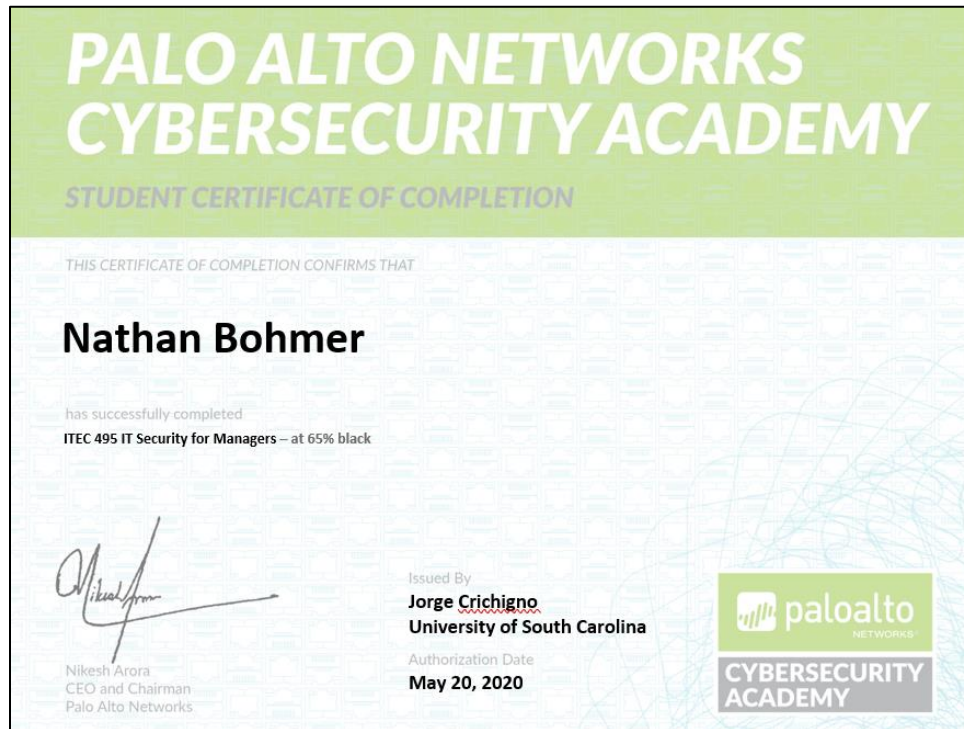 PALO ALTO NETWORKS
CYBERSECURITY ACADEMY
STUDENT CERTIFICATE OF COMPLETION
THIS CERTIFICATE OF COMPLETION CONFIRMS THAT
Nathan Bohmer
has successfully completed
ITEC 495 IT Security for Managers – at 65% black
Nikesh Arora
Nikesh Arora
CEO and Chairman
Palo Alto Networks
Issued By
Jorge Crichigno
University of South Carolina
Authorization Date
May 20, 2020
paloalto
NETWORKS®
CYBERSECURITY
ACADEMY